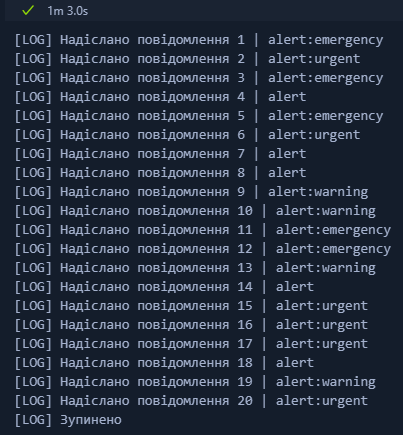 1m 3.0s
[LOG] Надіслано повідомлення 1 | alert:emergency
[LOG] Надіслано повідомлення 2 | alert:urgent
[LOG] Надіслано повідомлення 3 | alert:emergency
[LOG] Надіслано повідомлення 4 | alert
[LOG] Надіслано повідомлення 5 | alert:emergency
[LOG] Надіслано повідомлення 6 | alert:urgent
[LOG] Надіслано повідомлення 7 | alert
[LOG] Надіслано повідомлення 8 | alert
[LOG] Надіслано повідомлення 9 | alert:warning
[LOG] Надіслано повідомлення 10 | alert:warning
[LOG] Надіслано повідомлення 11 | alert:emergency
[LOG] Надіслано повідомлення 12 | alert:emergency
[LOG] Надіслано повідомлення 13 | alert:warning
[LOG] Надіслано повідомлення 14 | alert
[LOG] Надіслано повідомлення 15 | alert:urgent
[LOG] Надіслано повідомлення 16 | alert:urgent
[LOG] Надіслано повідомлення 17 | alert:urgent
[LOG] Надіслано повідомлення 18 | alert
[LOG] Надіслано повідомлення 19 | alert:warning
[LOG] Надіслано повідомлення 20 | alert:urgent
[LOG] Зупинено